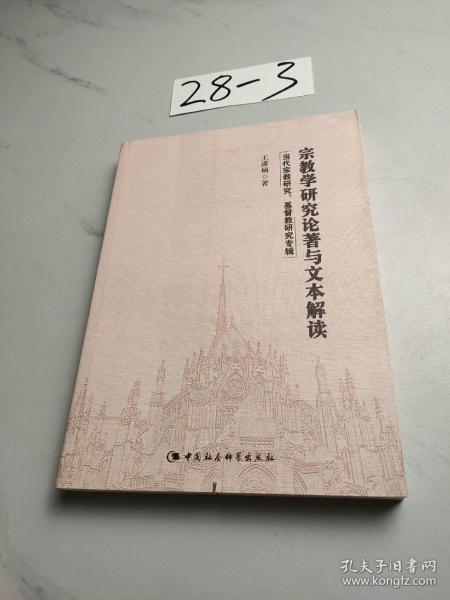 28-3
宗教学研究论著与文本解读
当代宗教研究、基督教研究专辑
王潇楠 著
中国社会科学出版社
孔夫子旧书网
www.kongfz.com